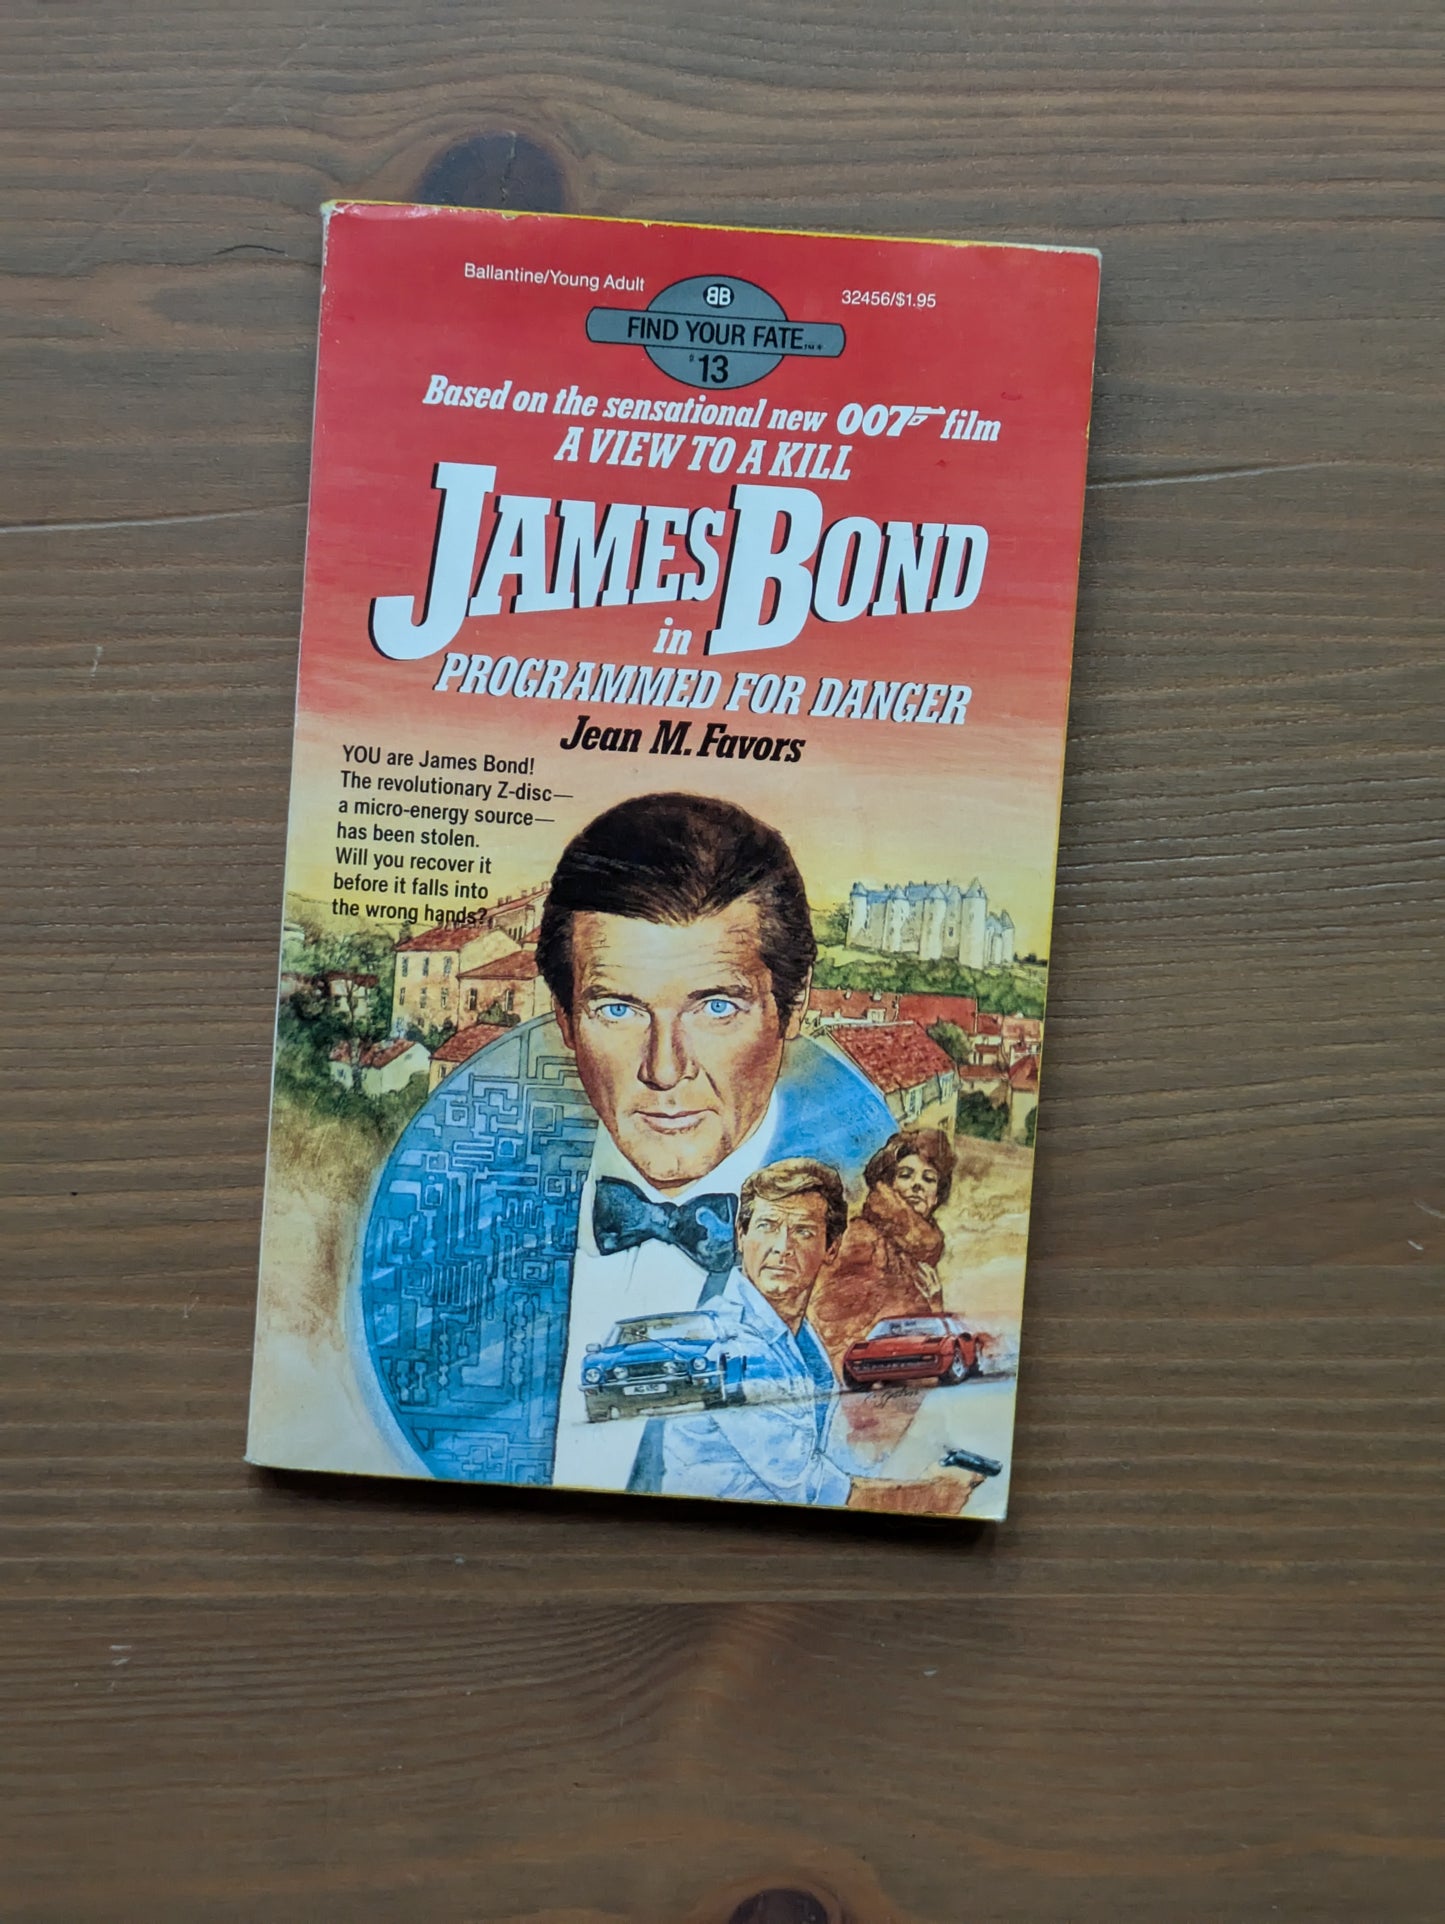 Ballantine/Young Adult
BB
32456/$1.95
FIND YOUR FATE™
#13
Based on the sensational new 007 film
A VIEW TO A KILL
JAMES BOND
in
PROGRAMMED FOR DANGER
Jean M. Favors
YOU are James Bond!
The revolutionary Z-disc—
a micro-energy source—
has been stolen.
Will you recover it
before it falls into
the wrong hands?